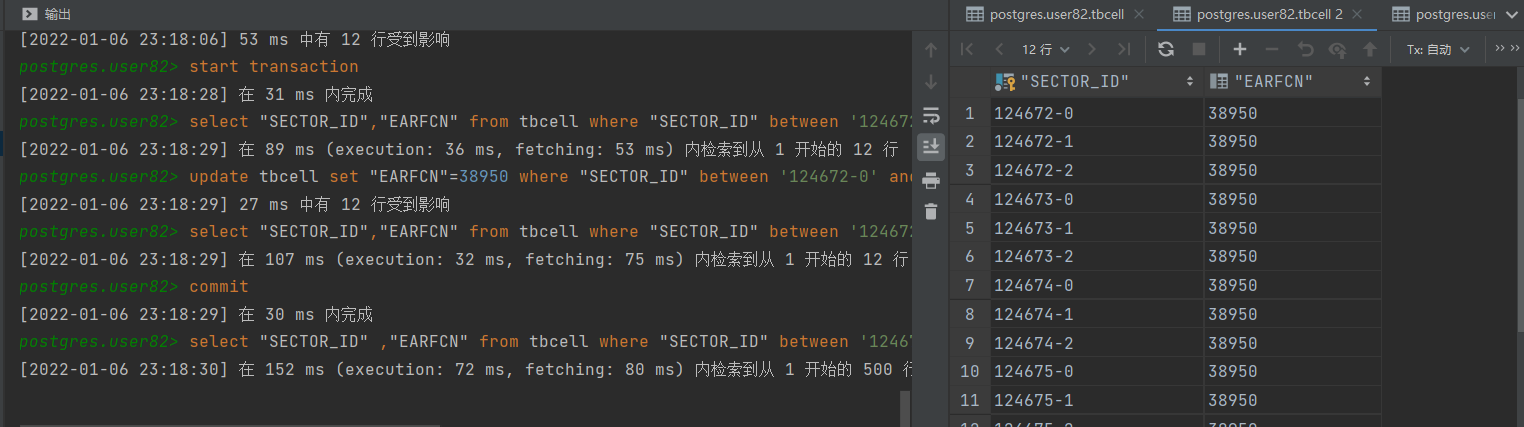 输出
[2022-01-06 23:18:06] 53 ms 中有 12 行受到影响
postgres.user82> start transaction
[2022-01-06 23:18:28] 在 31 ms 内完成
postgres.user82> select "SECTOR_ID","EARFCN" from tbcell where "SECTOR_ID" between '124672
[2022-01-06 23:18:29] 在 89 ms (execution: 36 ms, fetching: 53 ms) 内检索到从 1 开始的 12 行
postgres.user82> update tbcell set "EARFCN"=38950 where "SECTOR_ID" between '124672-0' and
[2022-01-06 23:18:29] 27 ms 中有 12 行受到影响
postgres.user82> select "SECTOR_ID","EARFCN" from tbcell where "SECTOR_ID" between '124672
[2022-01-06 23:18:29] 在 107 ms (execution: 32 ms, fetching: 75 ms) 内检索到从 1 开始的 12 行
postgres.user82> commit
[2022-01-06 23:18:29] 在 30 ms 内完成
postgres.user82> select "SECTOR_ID" ,"EARFCN" from tbcell where "SECTOR_ID" between '12467
[2022-01-06 23:18:30] 在 152 ms (execution: 72 ms, fetching: 80 ms) 内检索到从 1 开始的 500 行
postgres.user82.tbcell postgres.user82.tbcell 2 postgres.use
12 行 Tx: 自动
"SECTOR_ID" "EARFCN"
1 124672-0 38950
2 124672-1 38950
3 124672-2 38950
4 124673-0 38950
5 124673-1 38950
6 124673-2 38950
7 124674-0 38950
8 124674-1 38950
9 124674-2 38950
10 124675-0 38950
11 124675-1 38950
12 124675-2 38950